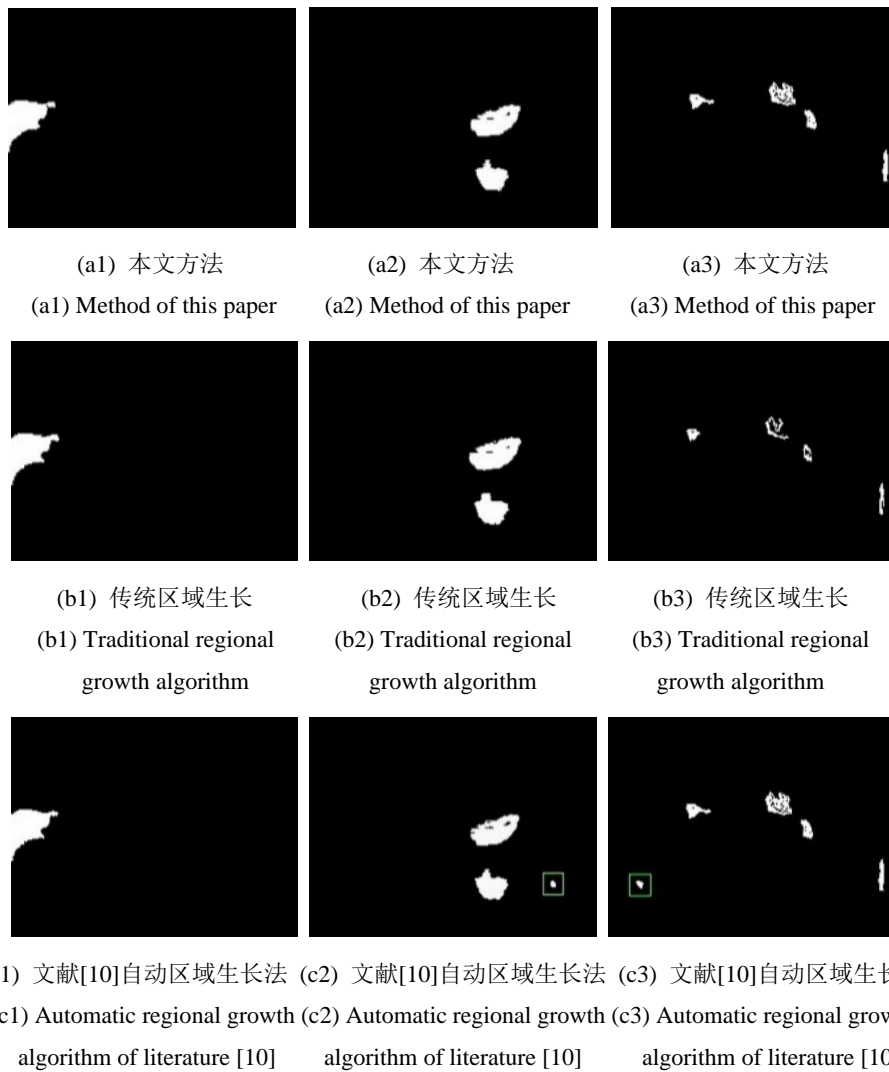 (a1) 本文方法 (a2) 本文方法 (a3) 本文方法
(a1) Method of this paper (a2) Method of this paper (a3) Method of this paper
(b1) 传统区域生长 (b2) 传统区域生长 (b3) 传统区域生长
(b1) Traditional regional (b2) Traditional regional (b3) Traditional regional
growth algorithm growth algorithm growth algorithm
1) 文献[10]自动区域生长法 (c2) 文献[10]自动区域生长法 (c3) 文献[10]自动区域生长
c1) Automatic regional growth (c2) Automatic regional growth (c3) Automatic regional grow
algorithm of literature [10] algorithm of literature [10] algorithm of literature [10